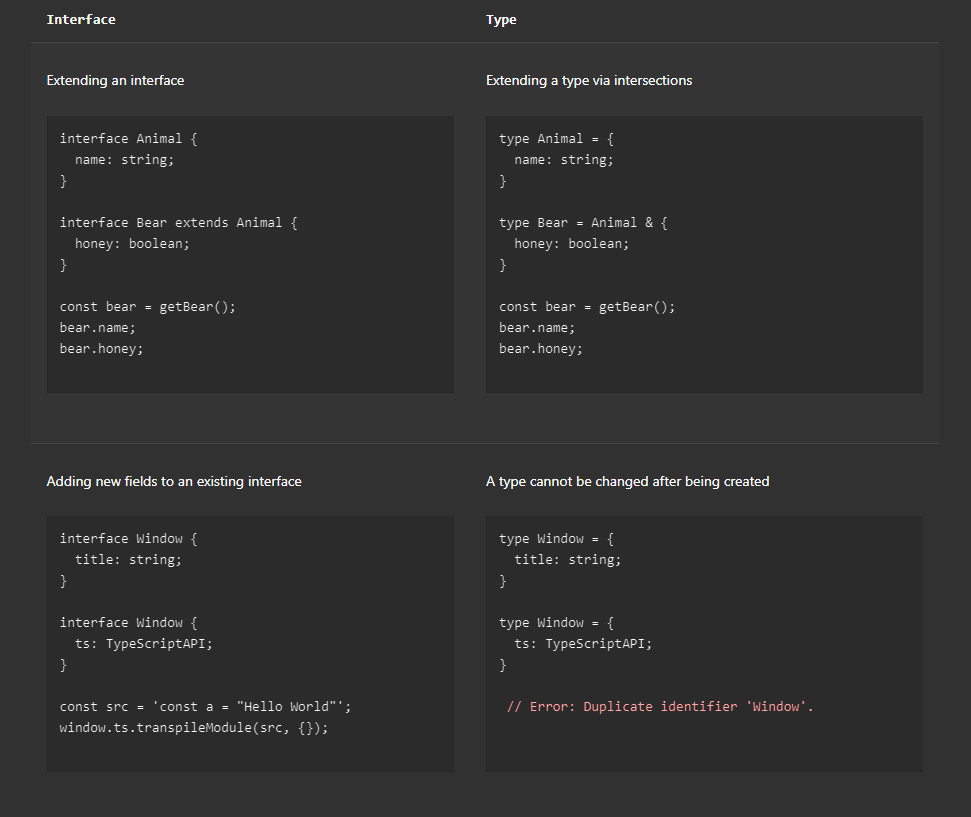 Interface
Type
Extending an interface
Extending a type via intersections
interface Animal {
  name: string;
}

interface Bear extends Animal {
  honey: boolean;
}

const bear = getBear();
bear.name;
bear.honey;
type Animal = {
  name: string;
}

type Bear = Animal & {
  honey: boolean;
}

const bear = getBear();
bear.name;
bear.honey;
Adding new fields to an existing interface
A type cannot be changed after being created
interface Window {
  title: string;
}

interface Window {
  ts: TypeScriptAPI;
}

const src = 'const a = "Hello World"';
window.ts.transpileModule(src, {});
type Window = {
  title: string;
}

type Window = {
  ts: TypeScriptAPI;
}

 // Error: Duplicate identifier 'Window'.